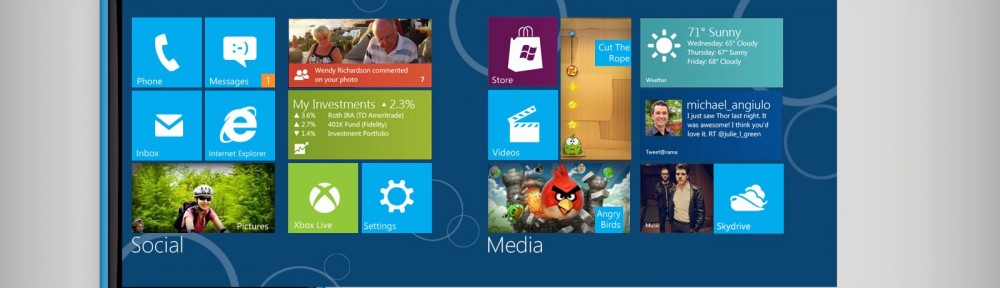 Phone
Messages
1
Wendy Richardson commented
on your photo
7
Inbox
Internet Explorer
My Investments ▲ 2.3%
▲ 3.6% Roth IRA (TD Ameritrade)
▲ 2.7% 401K Fund (Fidelity)
▼ 1.4% Investment Portfolio
Pictures
Xbox Live
Settings
Social
Store
Cut The
Rope
71° Sunny
Wednesday: 65° Cloudy
Thursday: 67° Sunny
Friday: 68° Cloudy
Weather
Videos
michael_angiulo
I just saw Thor last night. It
was awesome! I think you'd
love it. RT @julie_l_green
Tweet@rama
Angry
Birds
Music
Skydrive
Media